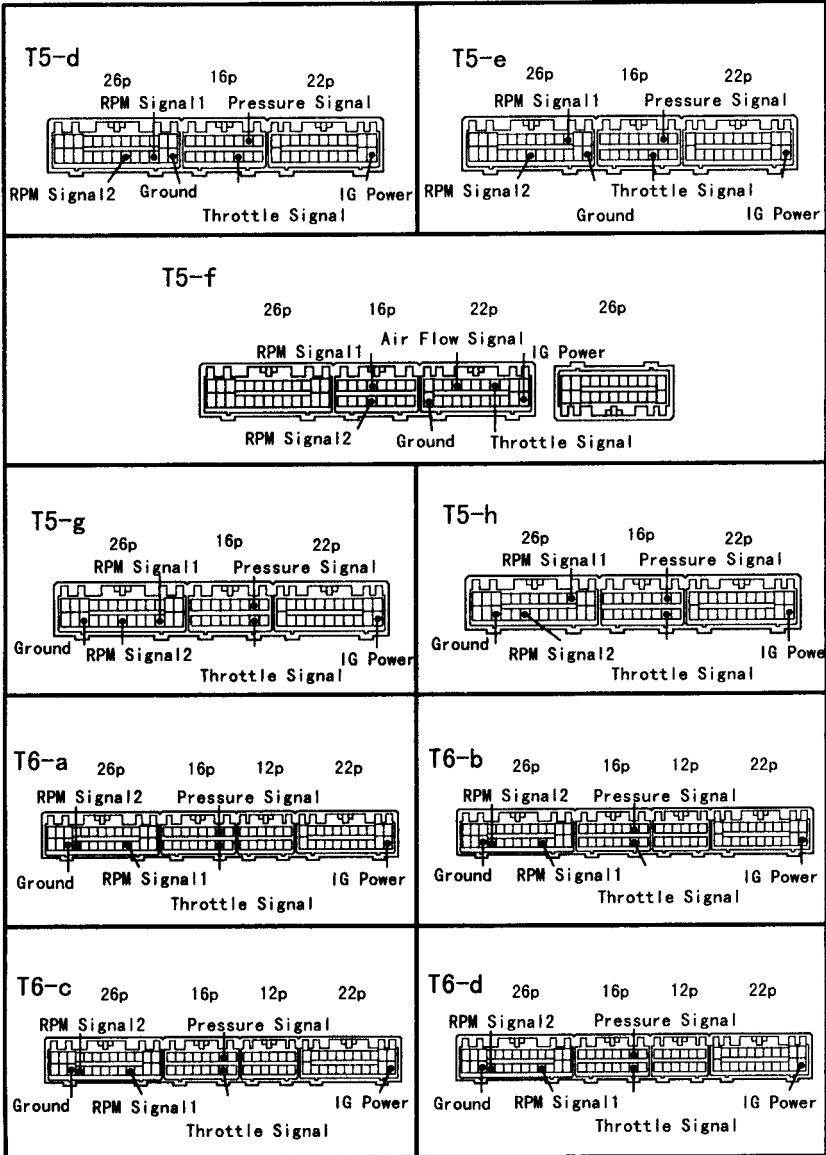 T5-d
26p 16p 22p
RPM Signal1 Pressure Signal
RPM Signal2 Ground IG Power
Throttle Signal
T5-e
26p 16p 22p
RPM Signal1 Pressure Signal
RPM Signal2 Throttle Signal
Ground IG Power
T5-f
26p 16p 22p 26p
Air Flow Signal
RPM Signal1 IG Power
RPM Signal2 Ground Throttle Signal
T5-g
26p 16p 22p
RPM Signal1 Pressure Signal
Ground RPM Signal2 IG Power
Throttle Signal
T5-h
26p 16p 22p
RPM Signal1 Pressure Signal
Ground RPM Signal2 IG Powe
Throttle Signal
T6-a
26p 16p 12p 22p
RPM Signal2 Pressure Signal
Ground RPM Signal1 IG Power
Throttle Signal
T6-b
26p 16p 12p 22p
RPM Signal2 Pressure Signal
Ground RPM Signal1 IG Power
Throttle Signal
T6-c
26p 16p 12p 22p
RPM Signal2 Pressure Signal
Ground RPM Signal1 IG Power
Throttle Signal
T6-d
26p 16p 12p 22p
RPM Signal2 Pressure Signal
Ground RPM Signal1 IG Power
Throttle Signal